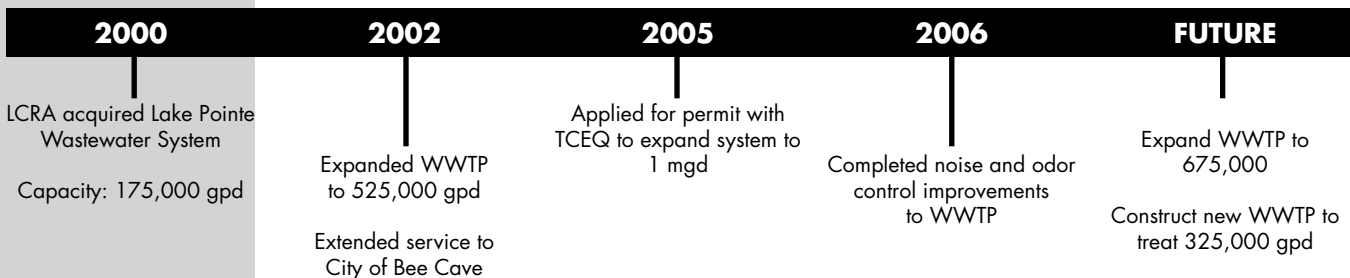 2000
2002
2005
2006
FUTURE
LCRA acquired Lake Pointe
Wastewater System
Capacity: 175,000 gpd
Expanded WWTP
to 525,000 gpd
Extended service to
City of Bee Cave
Applied for permit with
TCEQ to expand system to
1 mgd
Completed noise and odor
control improvements
to WWTP
Expand WWTP to
675,000
Construct new WWTP to
treat 325,000 gpd